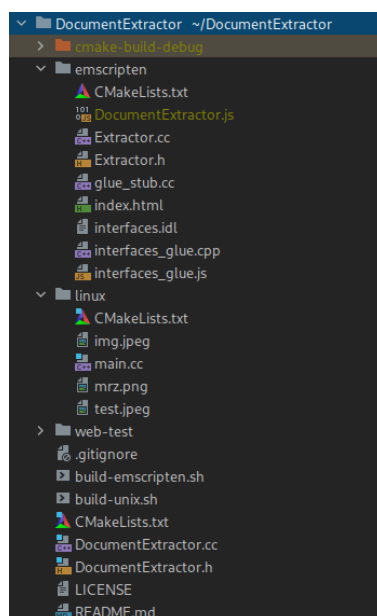 DocumentExtractor ~/DocumentExtractor
cmake-build-debug
emscripten
CMakeLists.txt
DocumentExtractor.js
Extractor.cc
Extractor.h
glue_stub.cc
index.html
interfaces.idl
interfaces_glue.cpp
interfaces_glue.js
linux
CMakeLists.txt
img.jpeg
main.cc
mrz.png
test.jpeg
web-test
.gitignore
build-emscripten.sh
build-unix.sh
CMakeLists.txt
DocumentExtractor.cc
DocumentExtractor.h
LICENSE
README.md